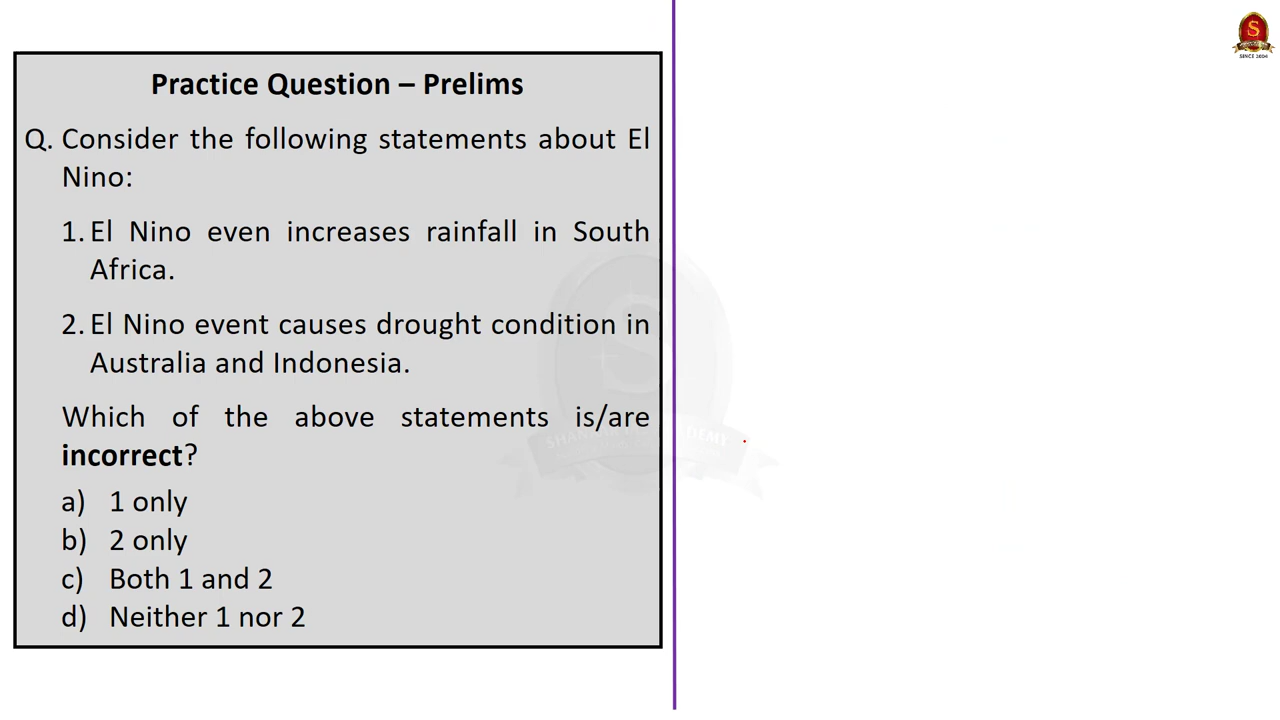 Practice Question – Prelims
Q. Consider the following statements about El
Nino:
1. El Nino even increases rainfall in South
Africa.
2. El Nino event causes drought condition in
Australia and Indonesia.
Which of the above statements is/are
incorrect?
a) 1 only
b) 2 only
c) Both 1 and 2
d) Neither 1 nor 2
S
SINCE 2004